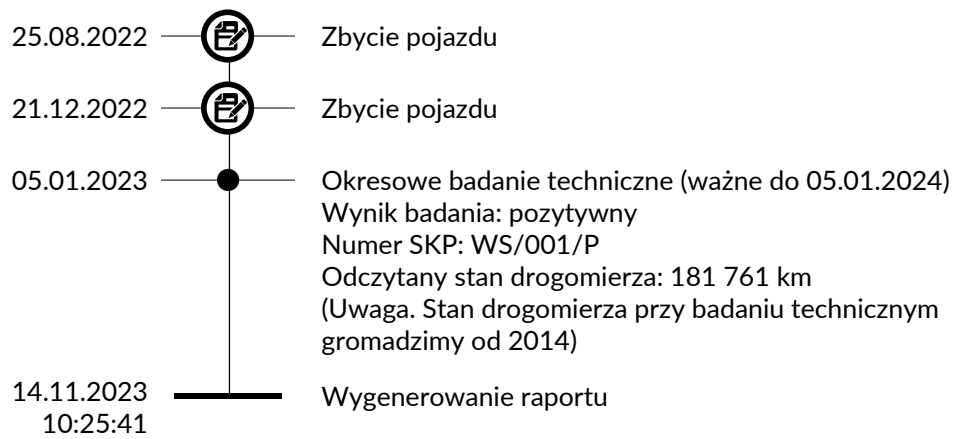 25.08.2022 Zbycie pojazdu
21.12.2022 Zbycie pojazdu
05.01.2023 Okresowe badanie techniczne (ważne do 05.01.2024)
Wynik badania: pozytywny
Numer SKP: WS/001/P
Odczytany stan drogomierza: 181 761 km
(Uwaga. Stan drogomierza przy badaniu technicznym
gromadzimy od 2014)
14.11.2023 Wygenerowanie raportu
10:25:41